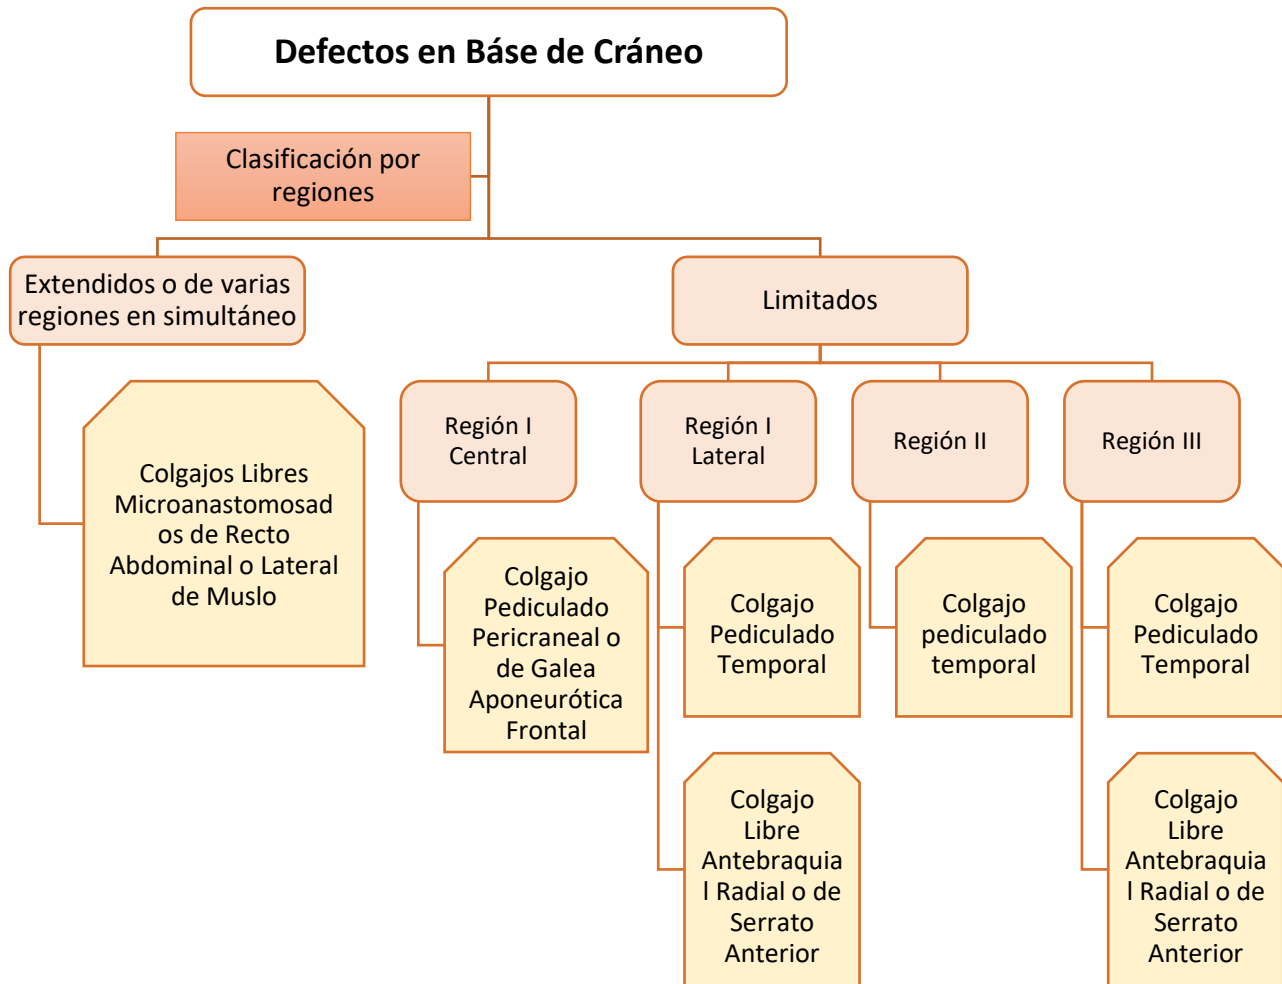 Defectos en Báse de Cráneo
Clasificación por
regiones
Extendidos o de varias
regiones en simultáneo
Limitados
Colgajos Libres
Microanastomosad
os de Recto
Abdominal o Lateral
de Muslo
Región I
Central
Región I
Lateral
Región II
Región III
Colgajo
Pediculado
Pericraneal o
de Galea
Aponeurótica
Frontal
Colgajo
Pediculado
Temporal
Colgajo
pediculado
temporal
Colgajo
Pediculado
Temporal
Colgajo
Libre
Antebraquia
l Radial o de
Serrato
Anterior
Colgajo
Libre
Antebraquia
l Radial o de
Serrato
Anterior